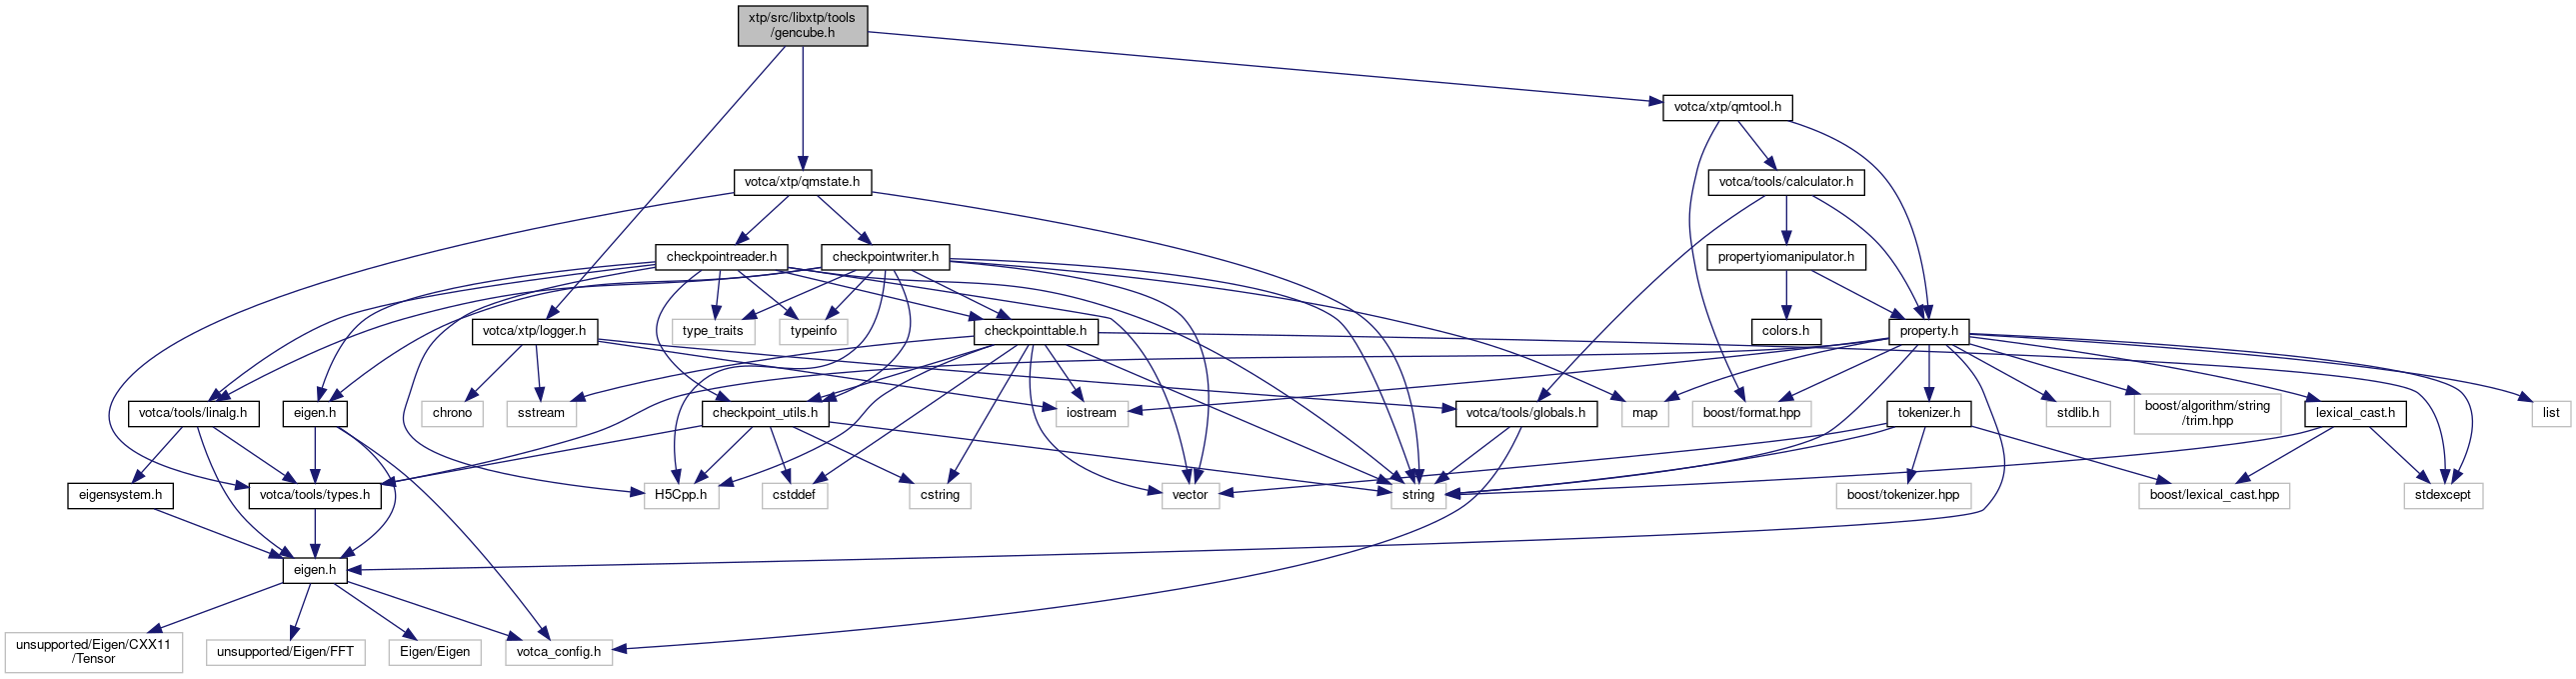 xtp/src/libxtp/tools
/gencube.h
votca/xtp/qmtool.h
votca/xtp/qmstate.h
votca/tools/calculator.h
checkpointreader.h
checkpointwriter.h
propertyiomanipulator.h
votca/xtp/logger.h
type_traits
typeinfo
checkpointtable.h
colors.h
property.h
votca/tools/linalg.h
eigen.h
chrono
sstream
checkpoint_utils.h
iostream
votca/tools/globals.h
map
boost/format.hpp
tokenizer.h
stdlib.h
boost/algorithm/string
/trim.hpp
lexical_cast.h
list
eigensystem.h
votca/tools/types.h
H5Cpp.h
cstddef
cstring
vector
string
boost/tokenizer.hpp
boost/lexical_cast.hpp
stdexcept
eigen.h
unsupported/Eigen/CXX11
/Tensor
unsupported/Eigen/FFT
Eigen/Eigen
votca_config.h